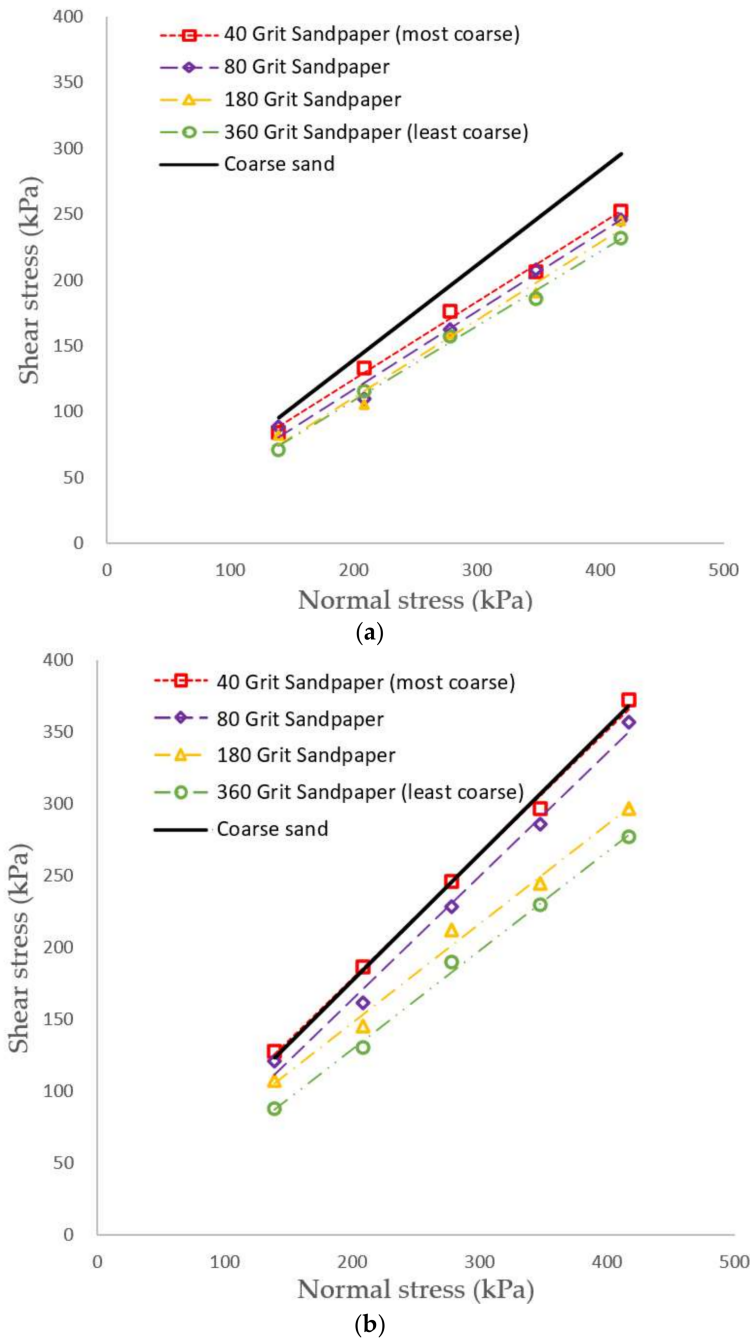 400
350
300
250
200
150
100
50
0
Shear stress (kPa)
40 Grit Sandpaper (most coarse)
80 Grit Sandpaper
180 Grit Sandpaper
360 Grit Sandpaper (least coarse)
Coarse sand
0 100 200 300 400 500
Normal stress (kPa)
(a)
400
350
300
250
200
150
100
50
0
Shear stress (kPa)
40 Grit Sandpaper (most coarse)
80 Grit Sandpaper
180 Grit Sandpaper
360 Grit Sandpaper (least coarse)
Coarse sand
0 100 200 300 400 500
Normal stress (kPa)
(b)